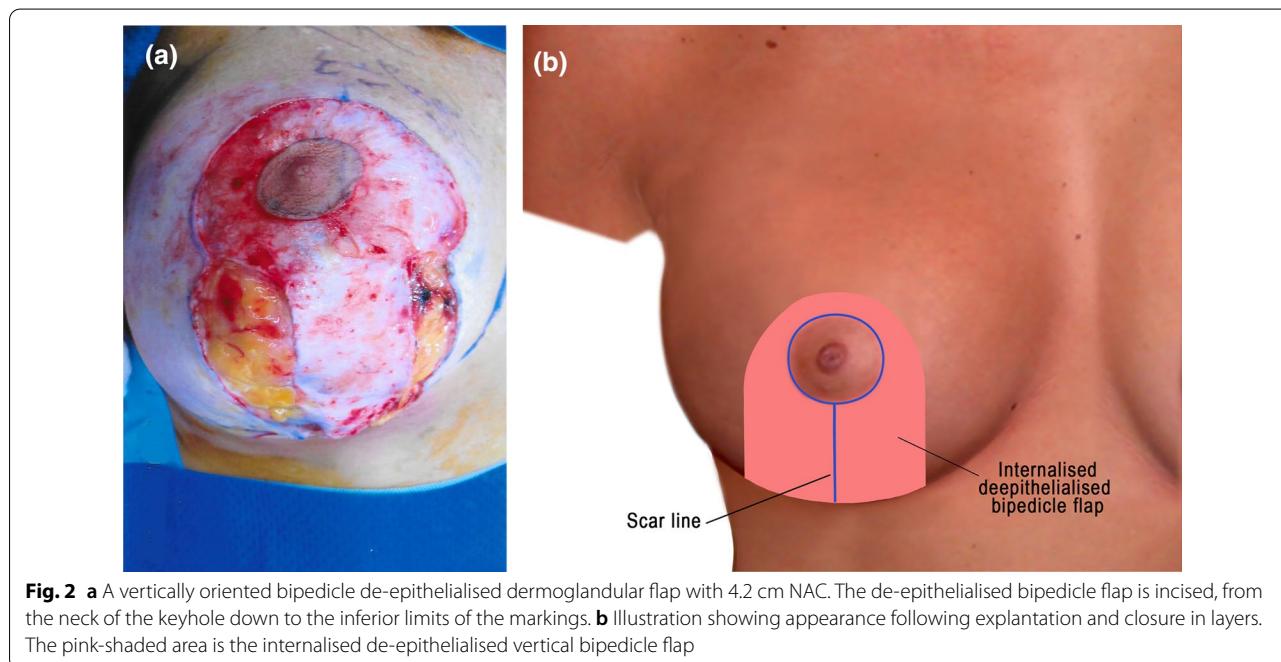 (a)
(b)
Internalised
deepithelialised
bipedicle flap
Scar line
Fig. 2 a A vertically oriented bipedicle de-epithelialised dermoglandular flap with 4.2 cm NAC. The de-epithelialised bipedicle flap is incised, from
the neck of the keyhole down to the inferior limits of the markings. b Illustration showing appearance following explantation and closure in layers.
The pink-shaded area is the internalised de-epithelialised vertical bipedicle flap